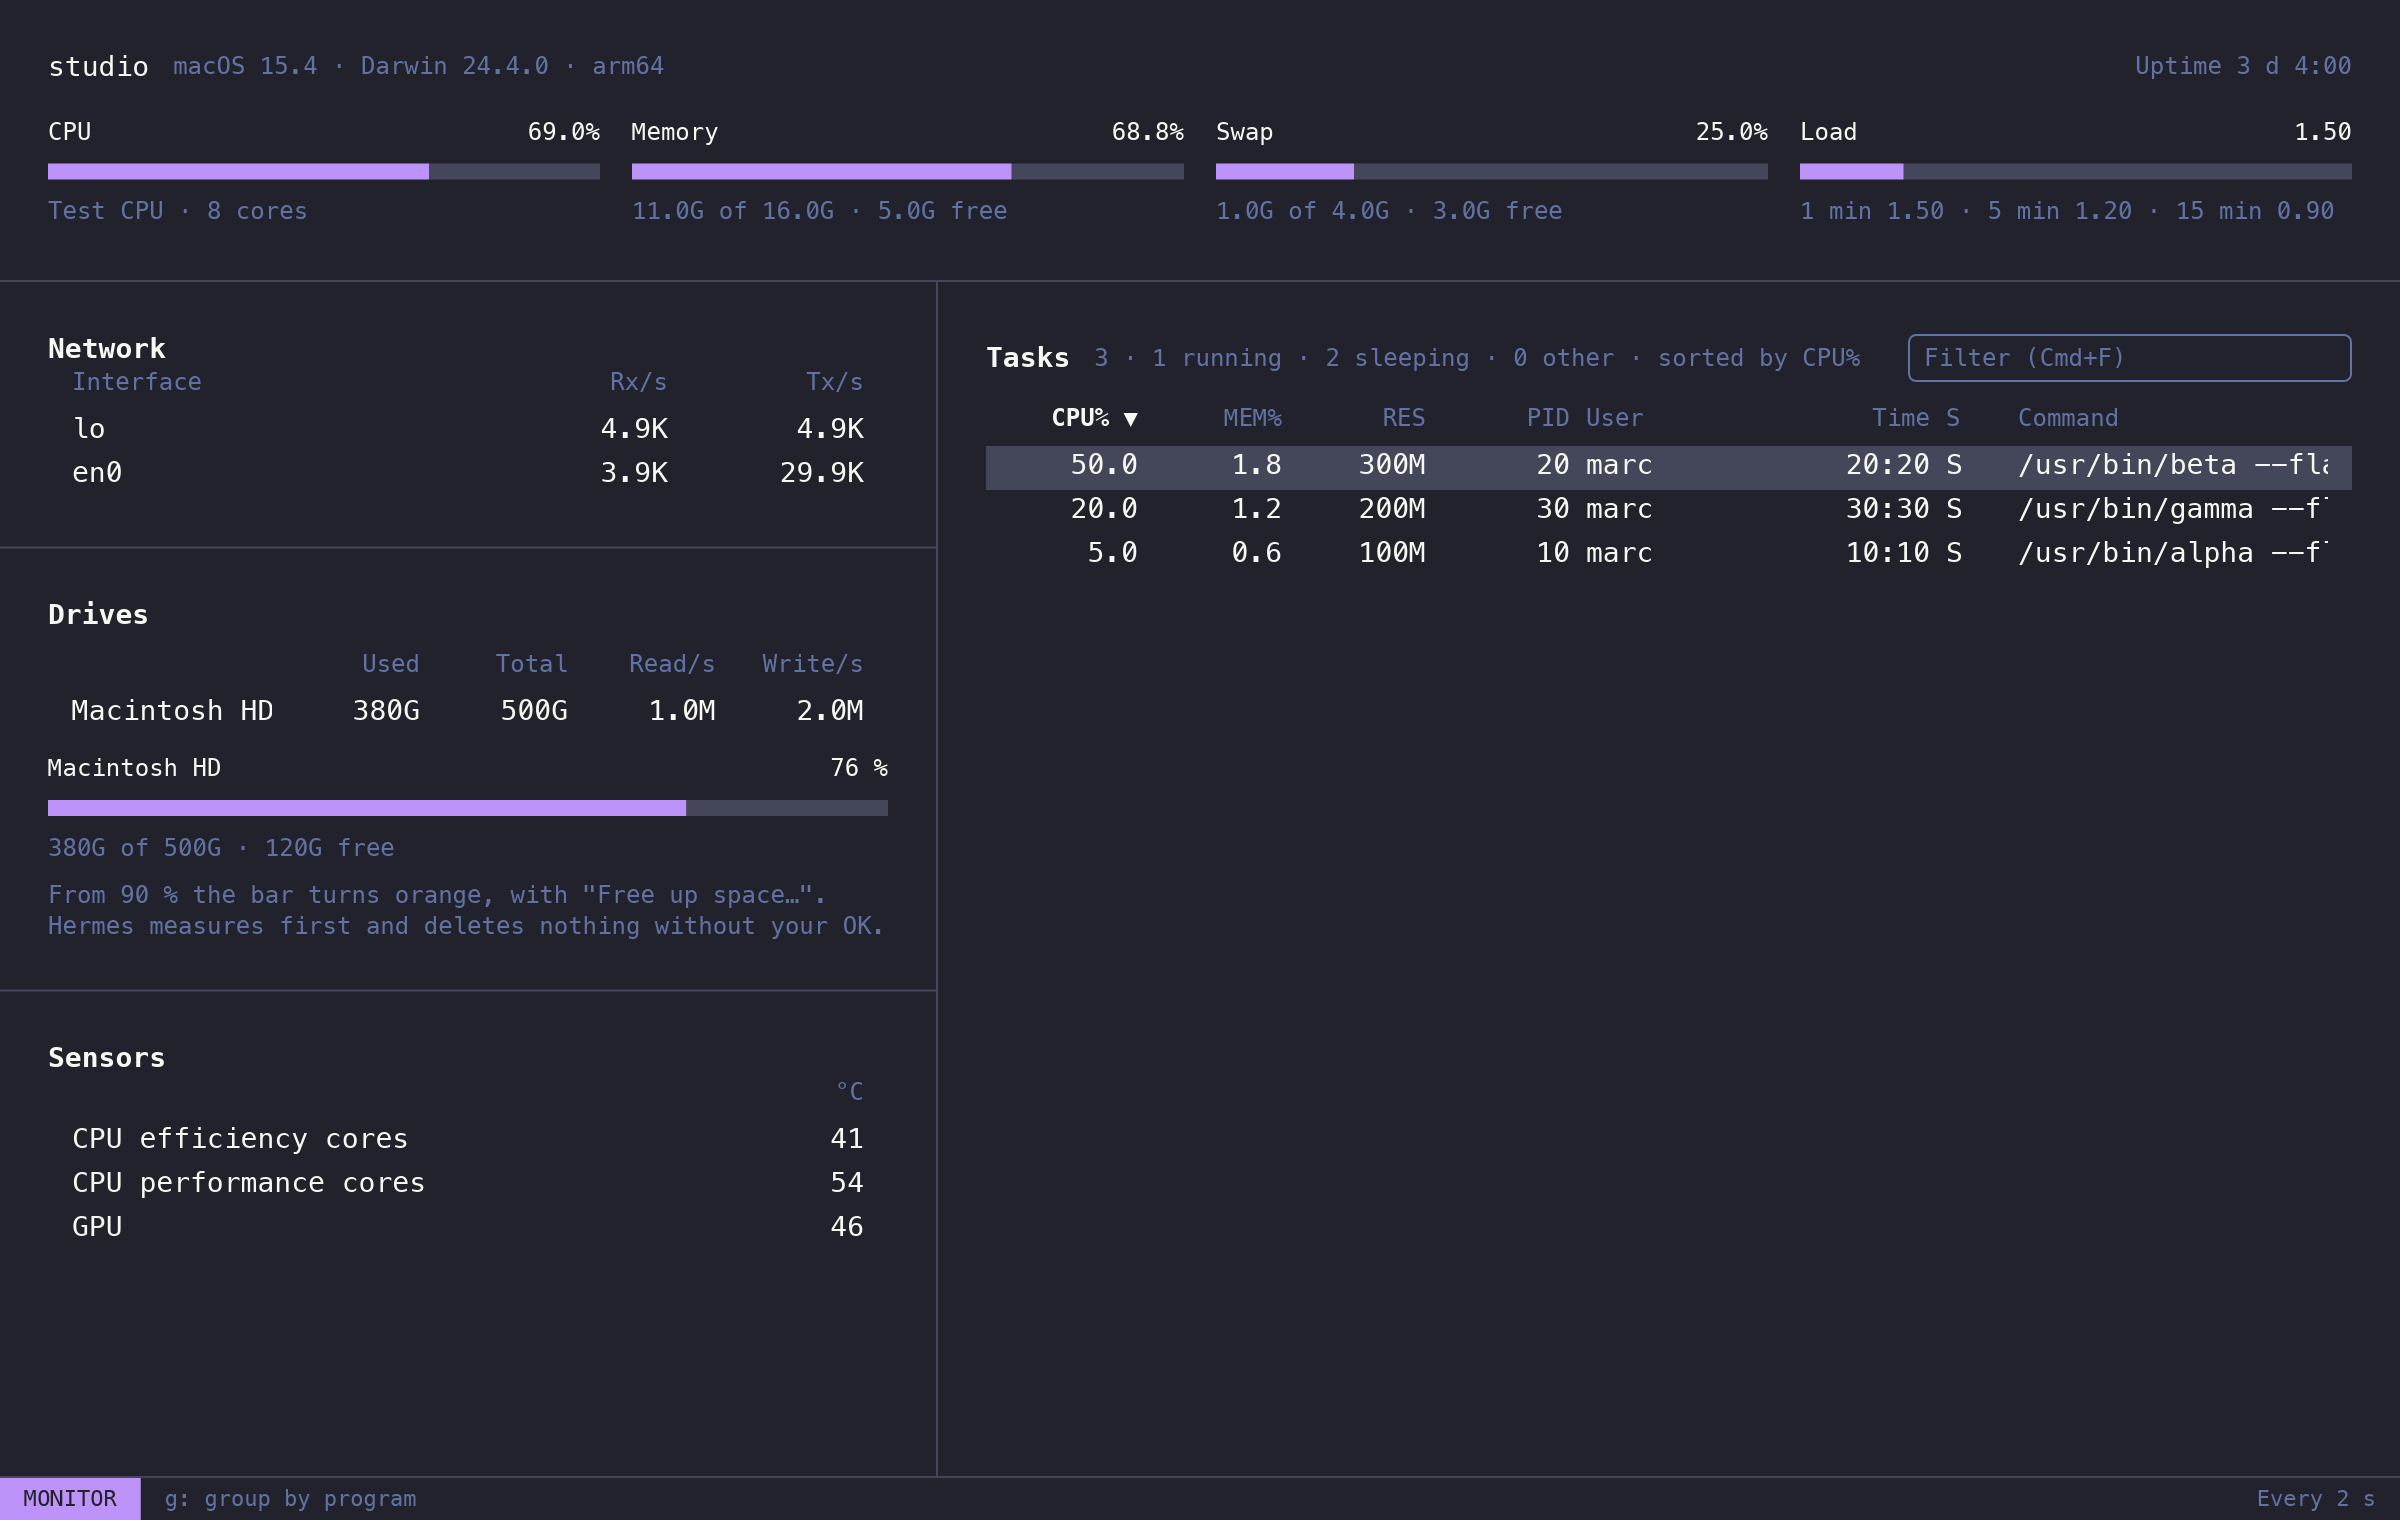 studio macOS 15.4 · Darwin 24.4.0 · arm64 Uptime 3 d 4:00
CPU 69.0% Memory 68.8% Swap 25.0% Load 1.50
Test CPU · 8 cores 11.0G of 16.0G · 5.0G free 1.0G of 4.0G · 3.0G free 1 min 1.50 · 5 min 1.20 · 15 min 0.90
Network
Interface Rx/s Tx/s
lo 4.9K 4.9K
en0 3.9K 29.9K
Drives
Used Total Read/s Write/s
Macintosh HD 380G 500G 1.0M 2.0M
Macintosh HD 76 %
380G of 500G · 120G free
From 90 % the bar turns orange, with "Free up space…".
Hermes measures first and deletes nothing without your OK.
Sensors
°C
CPU efficiency cores 41
CPU performance cores 54
GPU 46
Tasks 3 · 1 running · 2 sleeping · 0 other · sorted by CPU% Filter (Cmd+F)
CPU% ▼ MEM% RES PID User Time S Command
50.0 1.8 300M 20 marc 20:20 S /usr/bin/beta --fla
20.0 1.2 200M 30 marc 30:30 S /usr/bin/gamma --fl
5.0 0.6 100M 10 marc 10:10 S /usr/bin/alpha --fl
MONITOR g: group by program Every 2 s